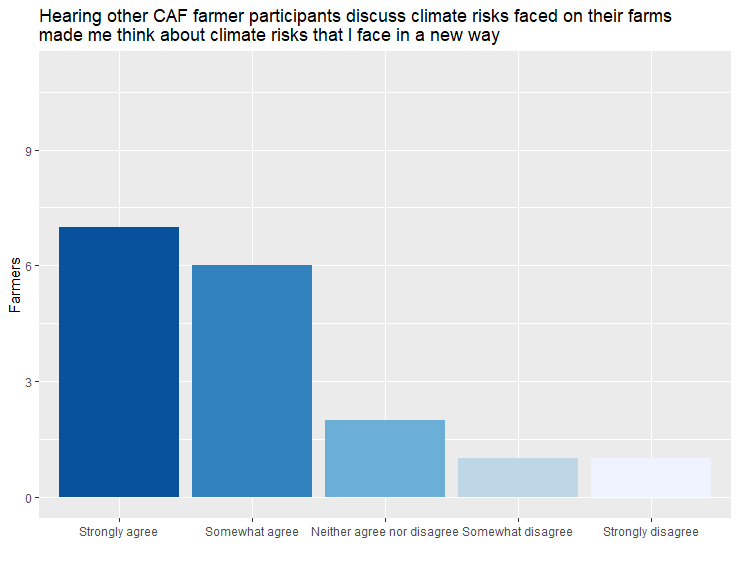 Hearing other CAF farmer participants discuss climate risks faced on their farms
made me think about climate risks that I face in a new way
Farmers
9
6
3
0
Strongly agree
Somewhat agree
Neither agree nor disagree
Somewhat disagree
Strongly disagree